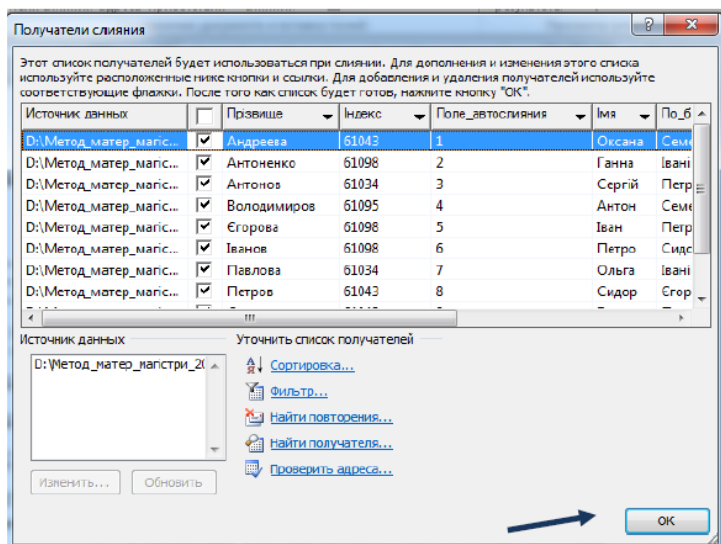 Получатели слияния
Этот список получателей будет использоваться при слиянии. Для дополнения и изменения этого списка
используйте расположенные ниже кнопки и ссылки. Для добавления и удаления получателей используйте
соответствующие флажки. После того как список будет готов, нажмите кнопку "ОК".
Источник данных Прізвище Індекс Поле_автослияния Імя По_б
D:\Метод_матер_магіс... Андреева 61043 1 Оксана Семе
D:\Метод_матер_магіс... Антоненко 61098 2 Ганна Івані
D:\Метод_матер_магіс... Антонов 61034 3 Сергій Петр
D:\Метод_матер_магіс... Володимиров 61095 4 Антон Семе
D:\Метод_матер_магіс... Єгорова 61098 5 Іван Петр
D:\Метод_матер_магіс... Іванов 61098 6 Петро Сидс
D:\Метод_матер_магіс... Павлова 61034 7 Ольга Івані
D:\Метод_матер_магіс... Петров 61043 8 Сидор Єгор
Источник данных Уточнить список получателей
D:\Метод_матер_магістри_20
Сортировка...
Фильтр...
Найти повторения...
Найти получателя...
Проверить адреса...
Изменить... Обновить
ОК